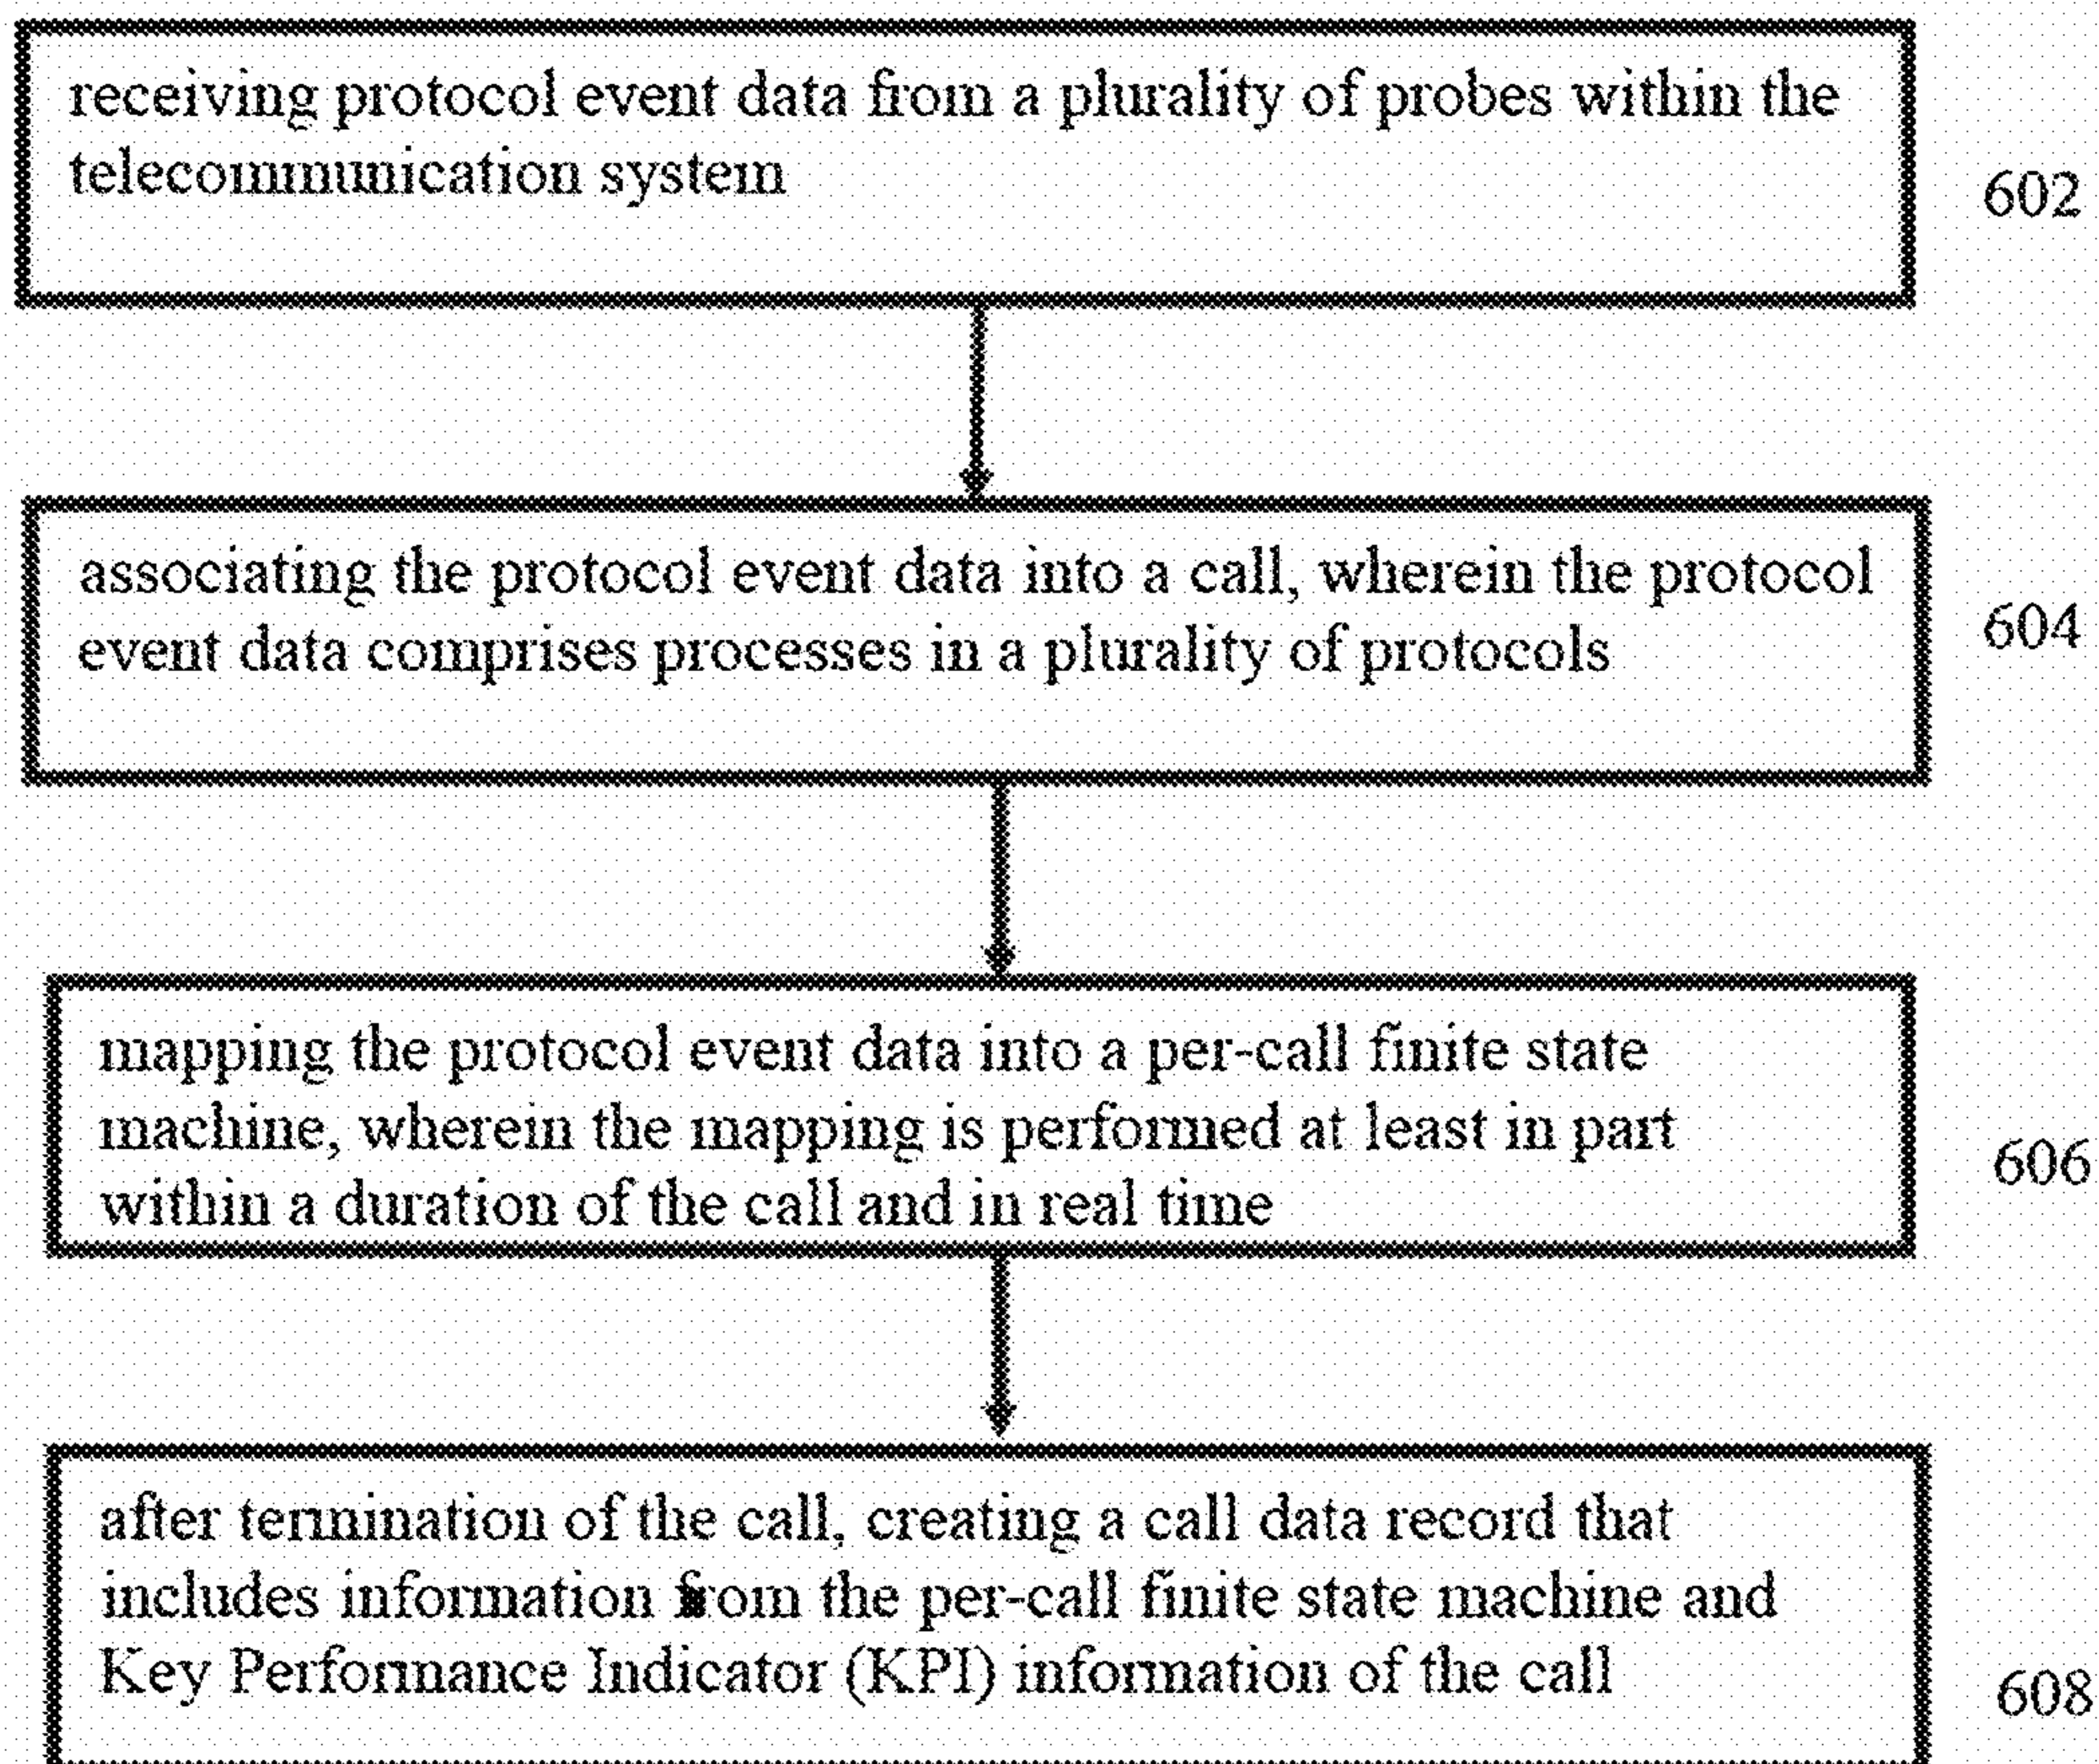 receiving protocol event data from a plurality of probes within the
telecommunication system
602
associating the protocol event data into a call, wherein the protocol
event data comprises processes in a plurality of protocols
604
mapping the protocol event data into a per-call finite state
machine, wherein the mapping is performed at least in part
within a duration of the call and in real time
606
after termination of the call, creating a call data record that
includes information from the per-call finite state machine and
Key Performance Indicator (KPI) information of the call
608